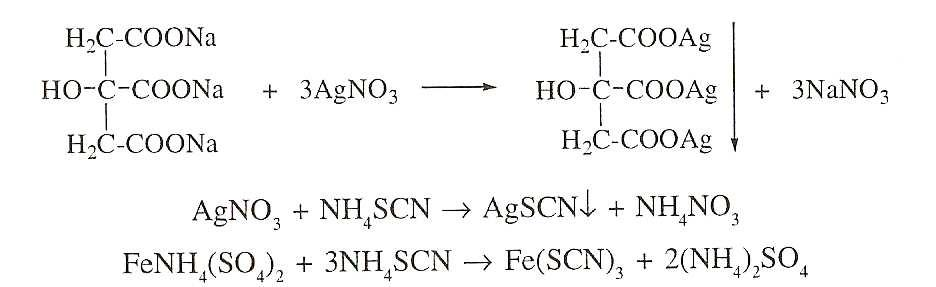 H₂C-COONa H₂C-COOAg
HO-C-COONa + 3AgNO₃ → HO-C-COOAg ↓ + 3NaNO₃
H₂C-COONa H₂C-COOAg
AgNO₃ + NH₄SCN → AgSCN↓ + NH₄NO₃
FeNH₄(SO₄)₂ + 3NH₄SCN → Fe(SCN)₃ + 2(NH₄)₂SO₄